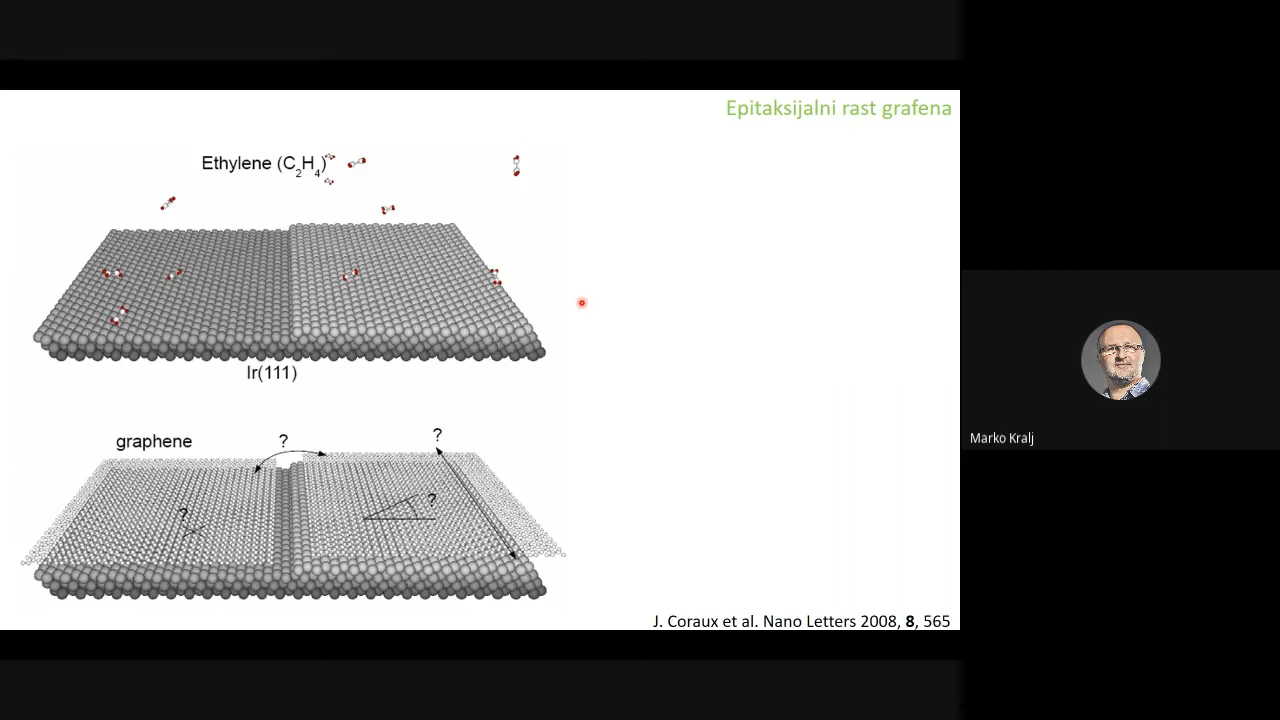 Epitaksijalni rast grafena
Ethylene (C2H4)
Ir(111)
graphene
?
?
?
?
J. Coraux et al. Nano Letters 2008, 8, 565
Marko Kralj